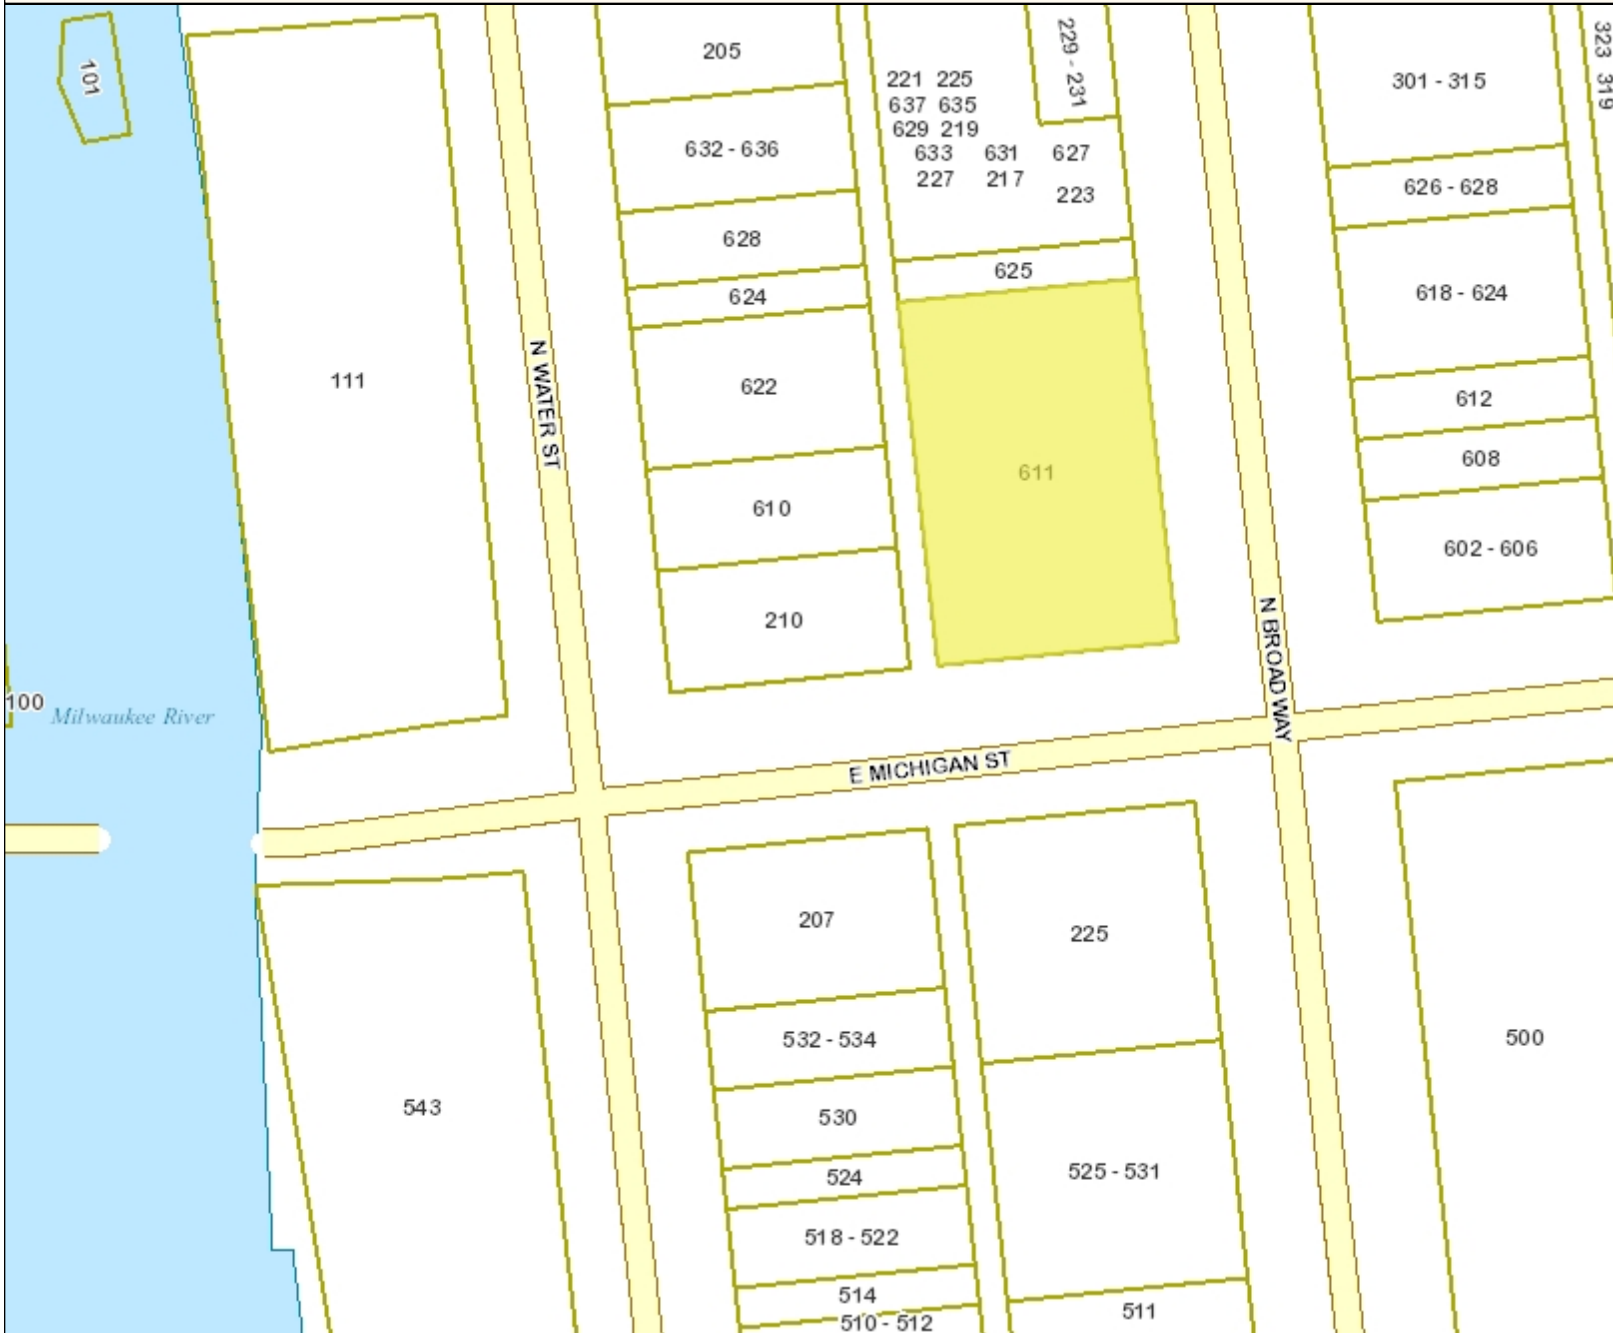 101
205
229 - 231
301 - 315
323 319
221 225
637 635
629 219
633 631 627
227 217
223
632 - 636
626 - 628
628
625
624
618 - 624
111
N WATER ST
622
612
611
608
610
602 - 606
210
N BROADWAY
100
Milwaukee River
E MICHIGAN ST
207
225
532 - 534
500
543
530
524
525 - 531
518 - 522
514
511
510 - 512